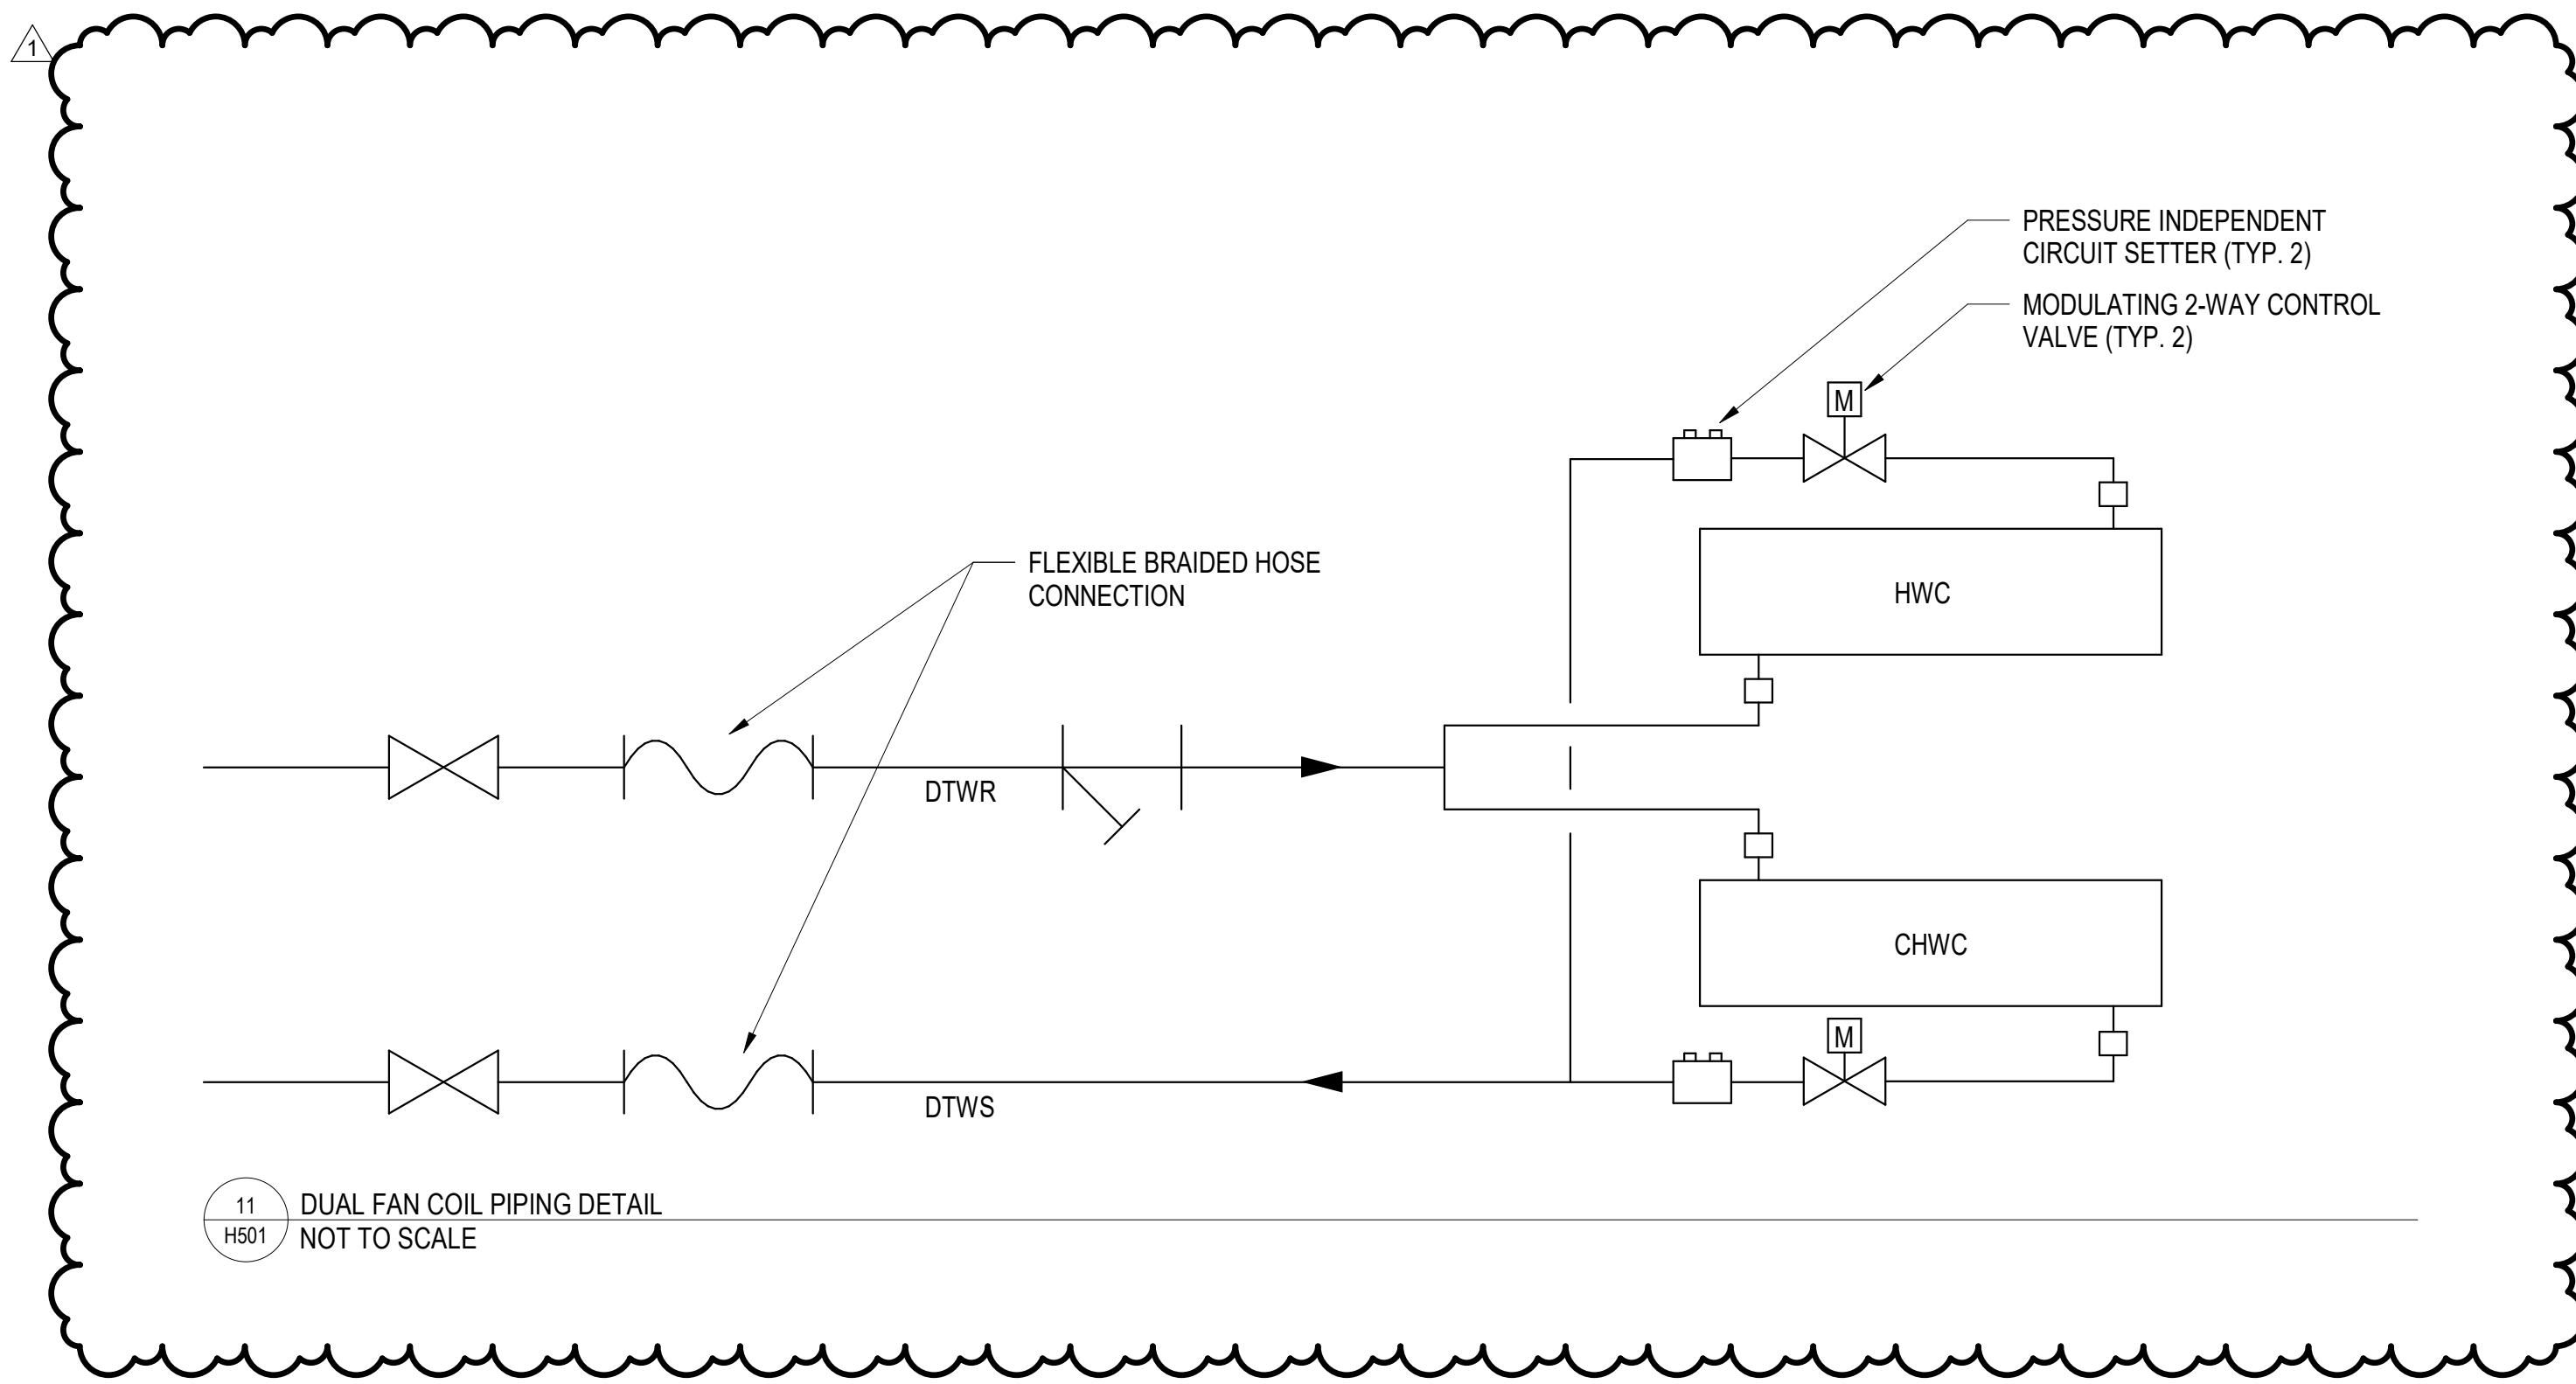 1
PRESSURE INDEPENDENT
CIRCUIT SETTER (TYP. 2)
MODULATING 2-WAY CONTROL
VALVE (TYP. 2)
M
FLEXIBLE BRAIDED HOSE
CONNECTION
HWC
DTWR
CHWC
M
DTWS
11
H501
DUAL FAN COIL PIPING DETAIL
NOT TO SCALE